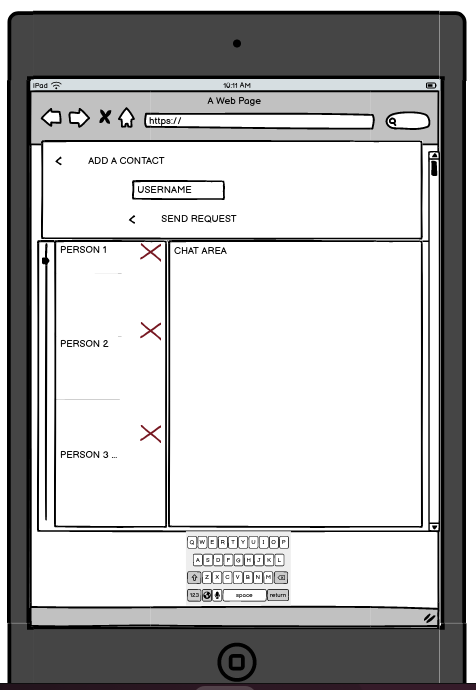 iPad 10:11 AM
A Web Page
https://
< ADD A CONTACT
USERNAME
< SEND REQUEST
PERSON 1
CHAT AREA
PERSON 2
PERSON 3 ...
Q W E R T Y U I O P
A S D F G H J K L
Z X C V B N M
123 space return